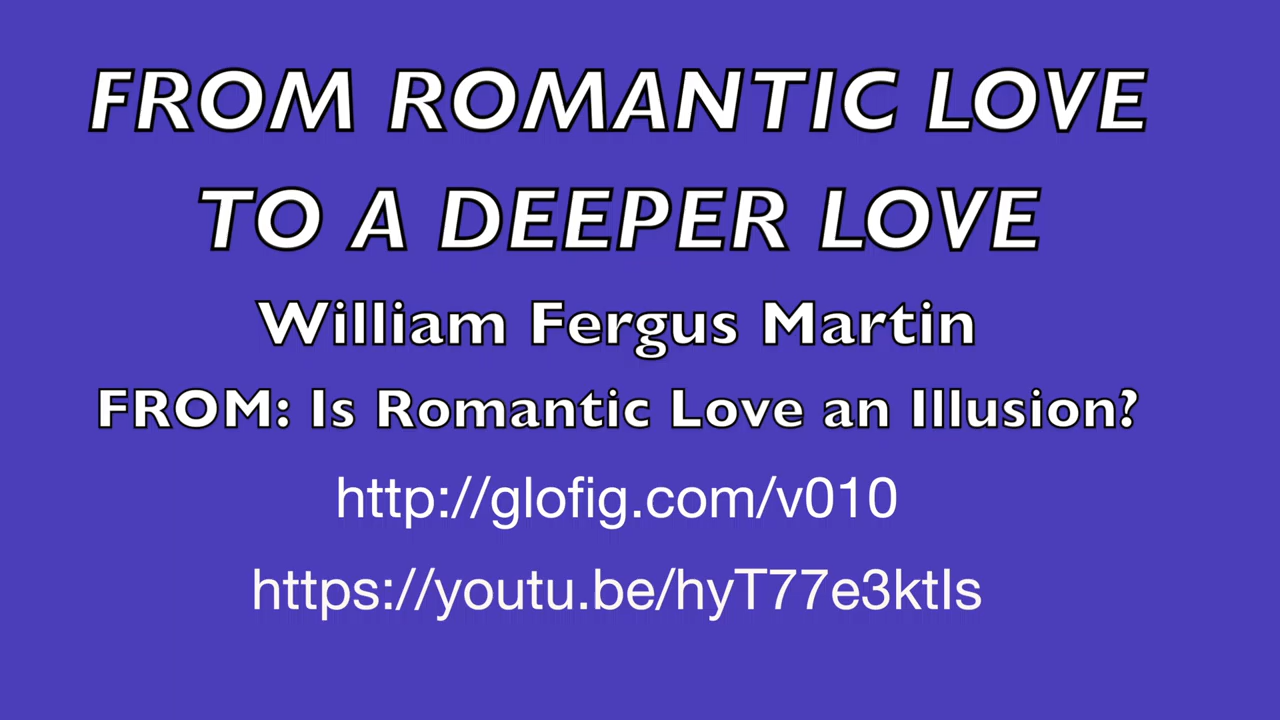 FROM ROMANTIC LOVE
TO A DEEPER LOVE
William Fergus Martin
FROM: Is Romantic Love an Illusion?
http://glofig.com/v010
https://youtu.be/hyT77e3ktIs